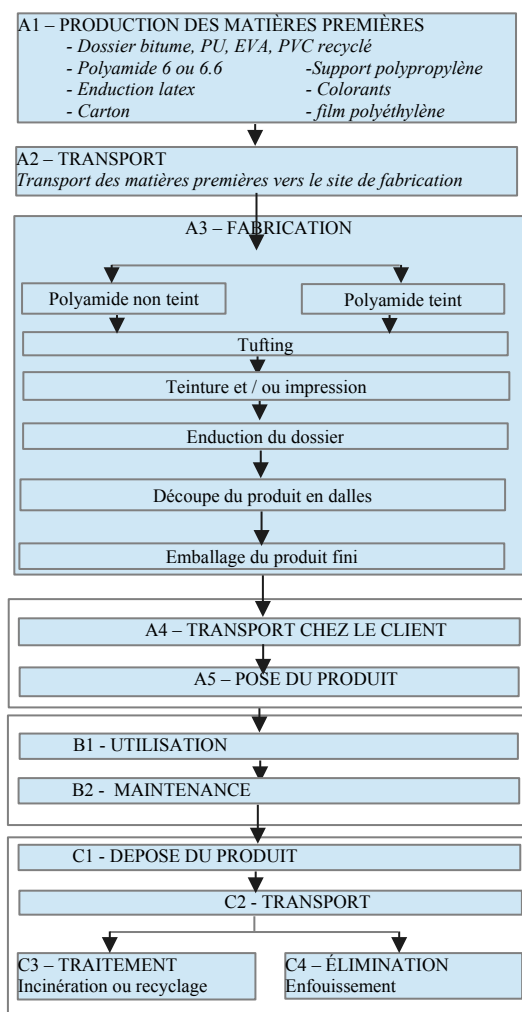 A1 – PRODUCTION DES MATIÈRES PREMIÈRES
- Dossier bitume, PU, EVA, PVC recyclé
- Polyamide 6 ou 6.6 -Support polypropylène
- Enduction latex - Colorants
- Carton - film polyéthylène
A2 – TRANSPORT
Transport des matières premières vers le site de fabrication
A3 – FABRICATION
Polyamide non teint Polyamide teint
Tufting
Teinture et / ou impression
Enduction du dossier
Découpe du produit en dalles
Emballage du produit fini
A4 – TRANSPORT CHEZ LE CLIENT
A5 – POSE DU PRODUIT
B1 - UTILISATION
B2 - MAINTENANCE
C1 - DEPOSE DU PRODUIT
C2 - TRANSPORT
C3 – TRAITEMENT C4 – ÉLIMINATION
Incinération ou recyclage Enfouissement